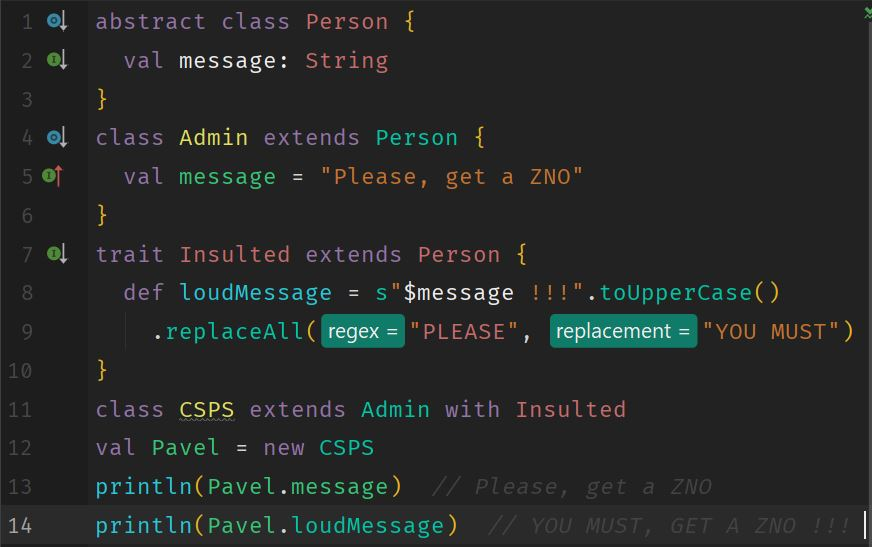 1 abstract class Person {
2 val message: String
3 }
4 class Admin extends Person {
5 val message = "Please, get a ZNO"
6 }
7 trait Insulted extends Person {
8 def loudMessage = s"$message !!!".toUpperCase()
9 .replaceAll( regex = "PLEASE", replacement = "YOU MUST")
10 }
11 class CSPS extends Admin with Insulted
12 val Pavel = new CSPS
13 println(Pavel.message) // Please, get a ZNO
14 println(Pavel.loudMessage) // YOU MUST, GET A ZNO !!!